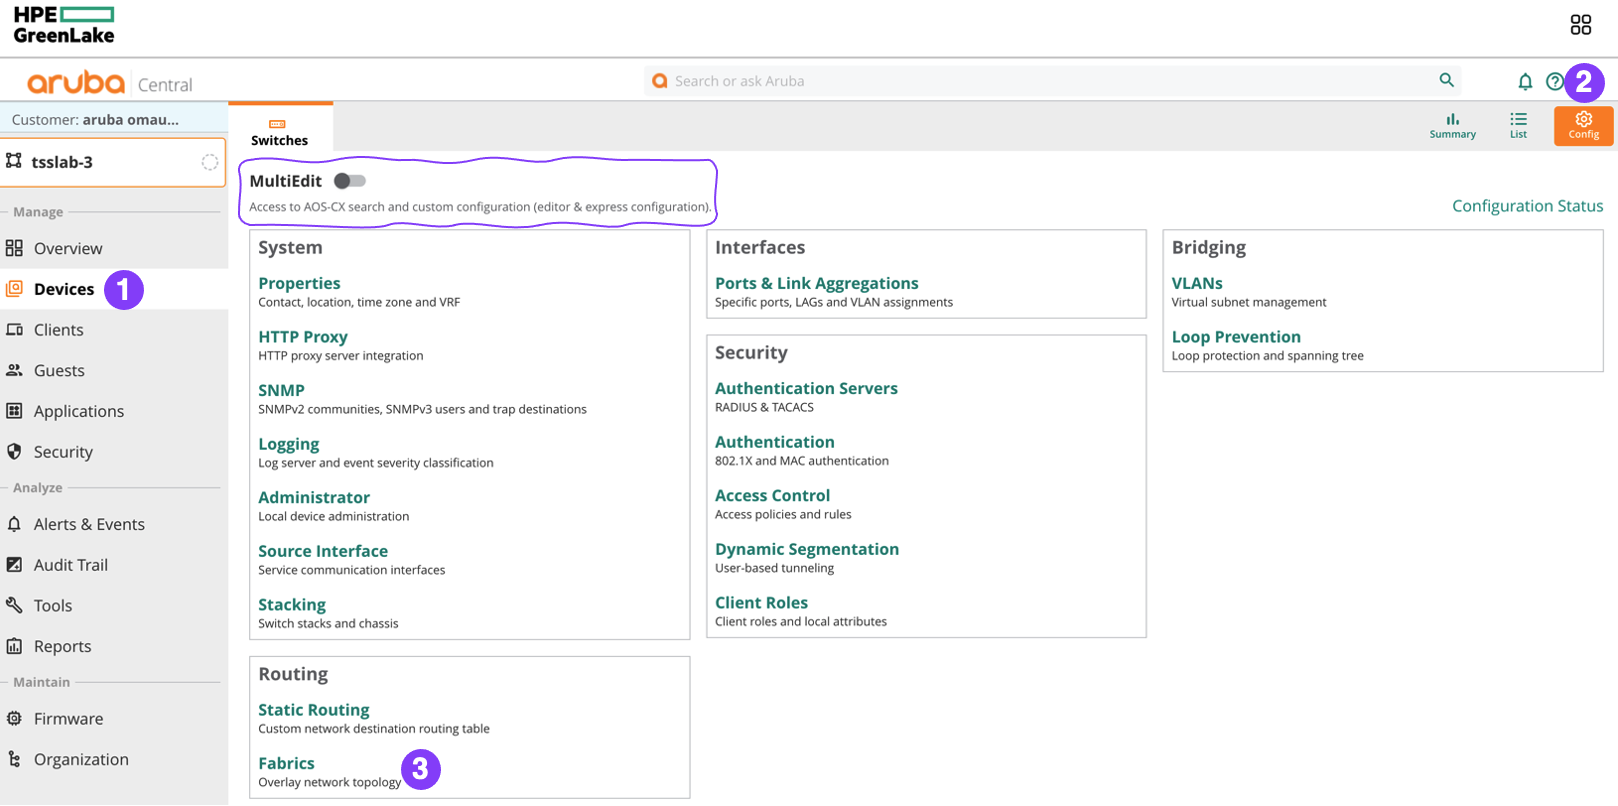 HPE
GreenLake
aruba Central
Search or ask Aruba
2
Customer: aruba omau...
Switches
Summary
List
Config
tsslab-3
MultiEdit
Access to AOS-CX search and custom configuration (editor & express configuration).
Configuration Status
Manage
Overview
Devices 1
Clients
Guests
Applications
Security
Analyze
Alerts & Events
Audit Trail
Tools
Reports
Maintain
Firmware
Organization
System
Properties
Contact, location, time zone and VRF
HTTP Proxy
HTTP proxy server integration
SNMP
SNMPv2 communities, SNMPv3 users and trap destinations
Logging
Log server and event severity classification
Administrator
Local device administration
Source Interface
Service communication interfaces
Stacking
Switch stacks and chassis
Routing
Static Routing
Custom network destination routing table
Fabrics
Overlay network topology
3
Interfaces
Ports & Link Aggregations
Specific ports, LAGs and VLAN assignments
Security
Authentication Servers
RADIUS & TACACS
Authentication
802.1X and MAC authentication
Access Control
Access policies and rules
Dynamic Segmentation
User-based tunneling
Client Roles
Client roles and local attributes
Bridging
VLANs
Virtual subnet management
Loop Prevention
Loop protection and spanning tree